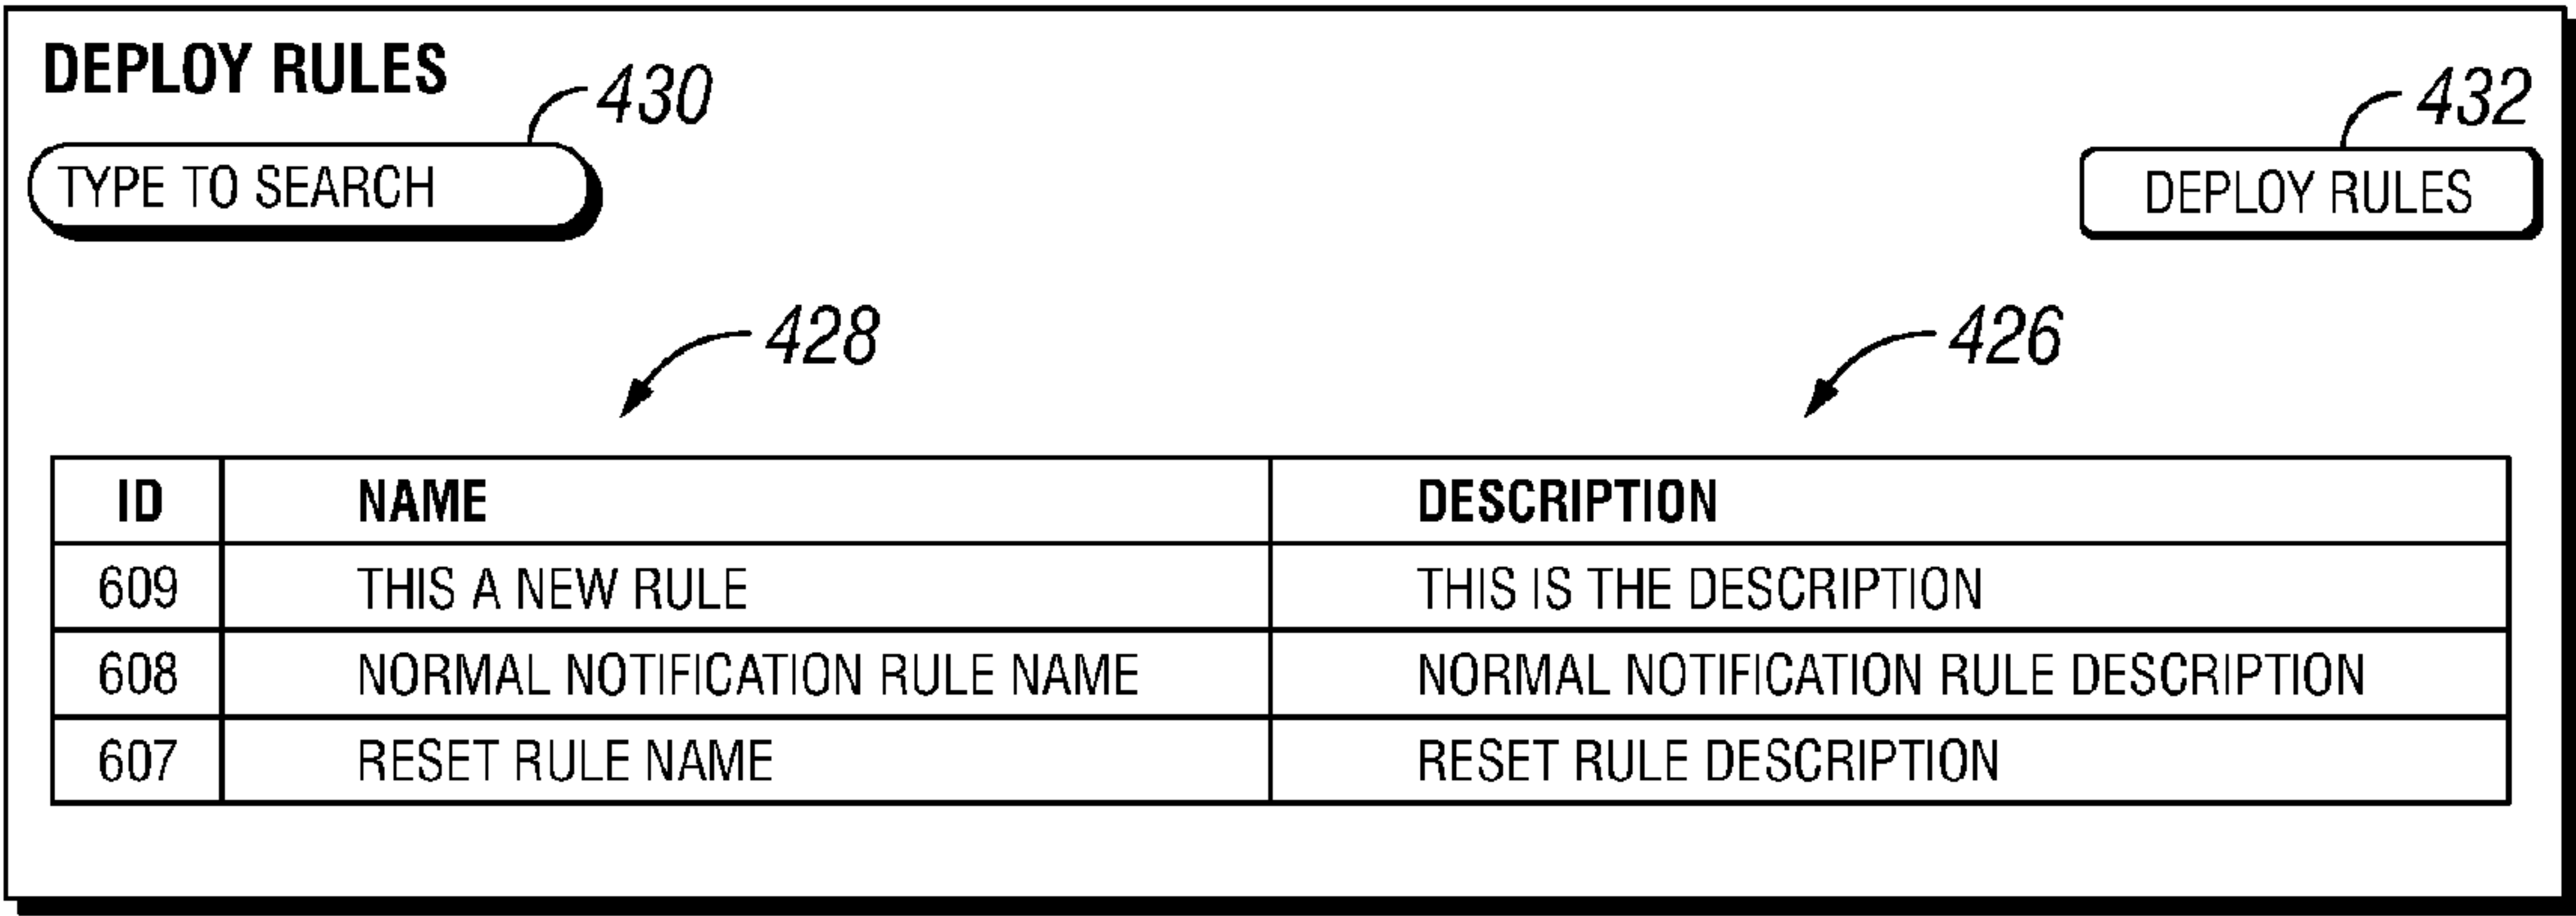 DEPLOY RULES
430
432
TYPE TO SEARCH
DEPLOY RULES
428
426
ID NAME DESCRIPTION
609 THIS A NEW RULE THIS IS THE DESCRIPTION
608 NORMAL NOTIFICATION RULE NAME NORMAL NOTIFICATION RULE DESCRIPTION
607 RESET RULE NAME RESET RULE DESCRIPTION